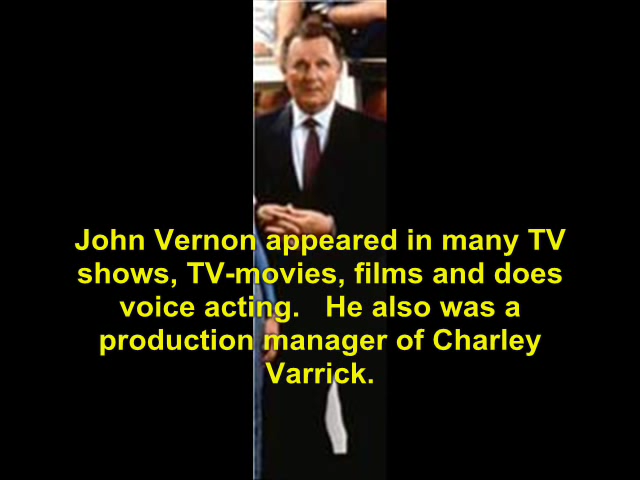 John Vernon appeared in many TV
shows, TV-movies, films and does
voice acting.   He also was a
production manager of Charley
Varrick.